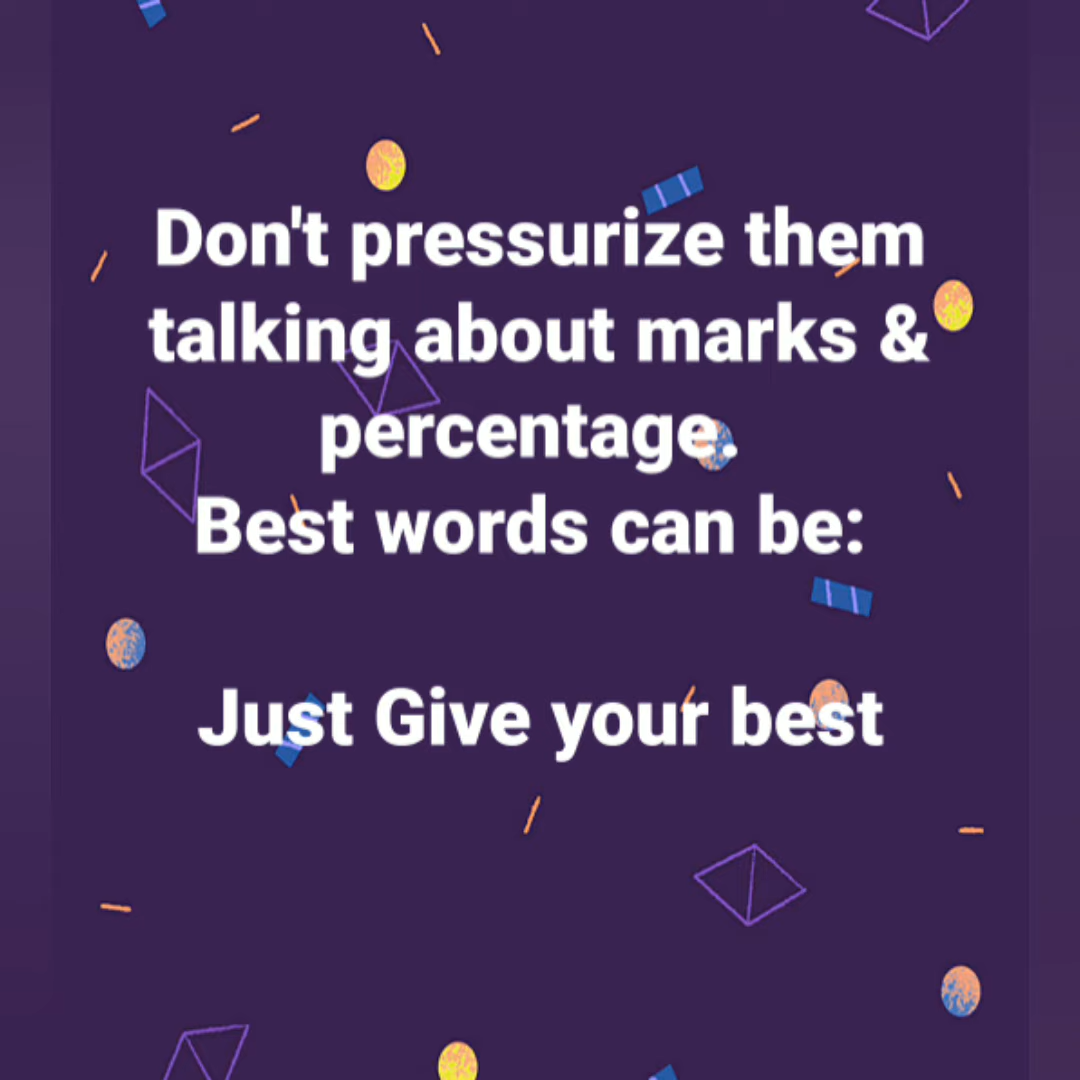 Don't pressurize them
talking about marks &
percentage.
Best words can be:
Just Give your best